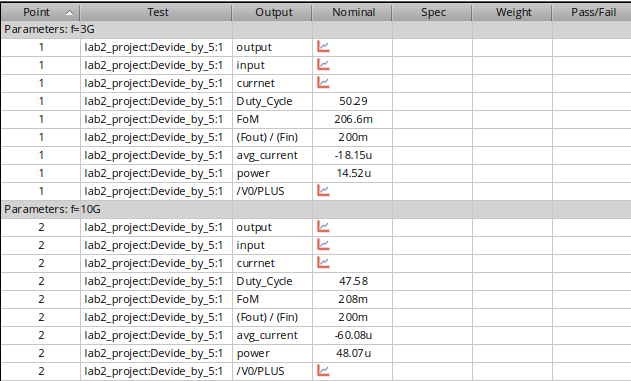 Point Test Output Nominal Spec Weight Pass/Fail
Parameters: f=3G
1 lab2_project:Devide_by_5:1 output
1 lab2_project:Devide_by_5:1 input
1 lab2_project:Devide_by_5:1 currnet
1 lab2_project:Devide_by_5:1 Duty_Cycle 50.29
1 lab2_project:Devide_by_5:1 FoM 206.6m
1 lab2_project:Devide_by_5:1 (Fout) / (Fin) 200m
1 lab2_project:Devide_by_5:1 avg_current -18.15u
1 lab2_project:Devide_by_5:1 power 14.52u
1 lab2_project:Devide_by_5:1 /V0/PLUS
Parameters: f=10G
2 lab2_project:Devide_by_5:1 output
2 lab2_project:Devide_by_5:1 input
2 lab2_project:Devide_by_5:1 currnet
2 lab2_project:Devide_by_5:1 Duty_Cycle 47.58
2 lab2_project:Devide_by_5:1 FoM 208m
2 lab2_project:Devide_by_5:1 (Fout) / (Fin) 200m
2 lab2_project:Devide_by_5:1 avg_current -60.08u
2 lab2_project:Devide_by_5:1 power 48.07u
2 lab2_project:Devide_by_5:1 /V0/PLUS